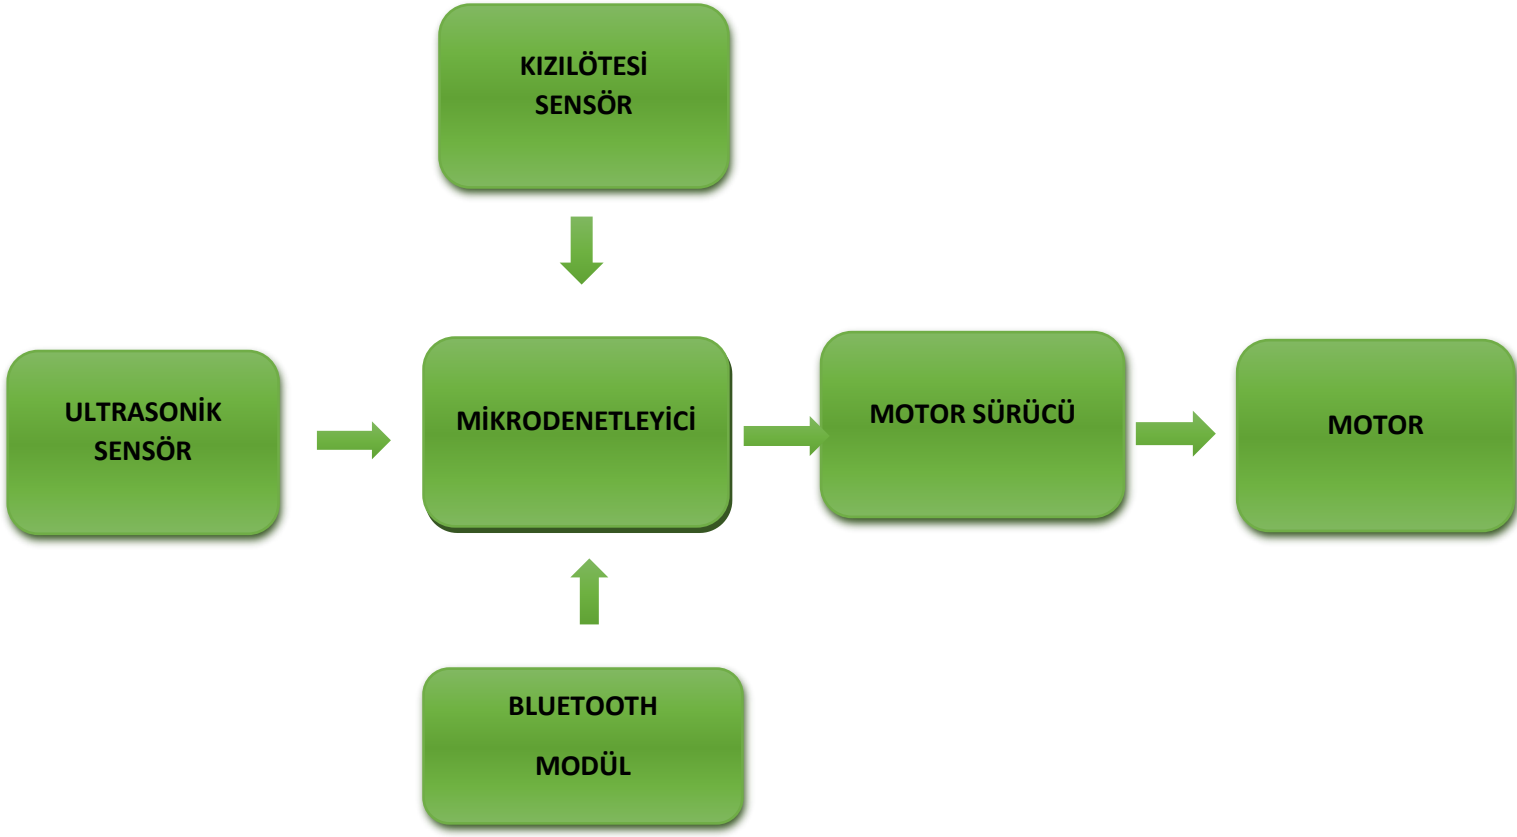 KIZILÖTESİ
SENSÖR
ULTRASONİK
SENSÖR
MİKRODENETLEYİCİ
MOTOR SÜRÜCÜ
MOTOR
BLUETOOTH
MODÜL